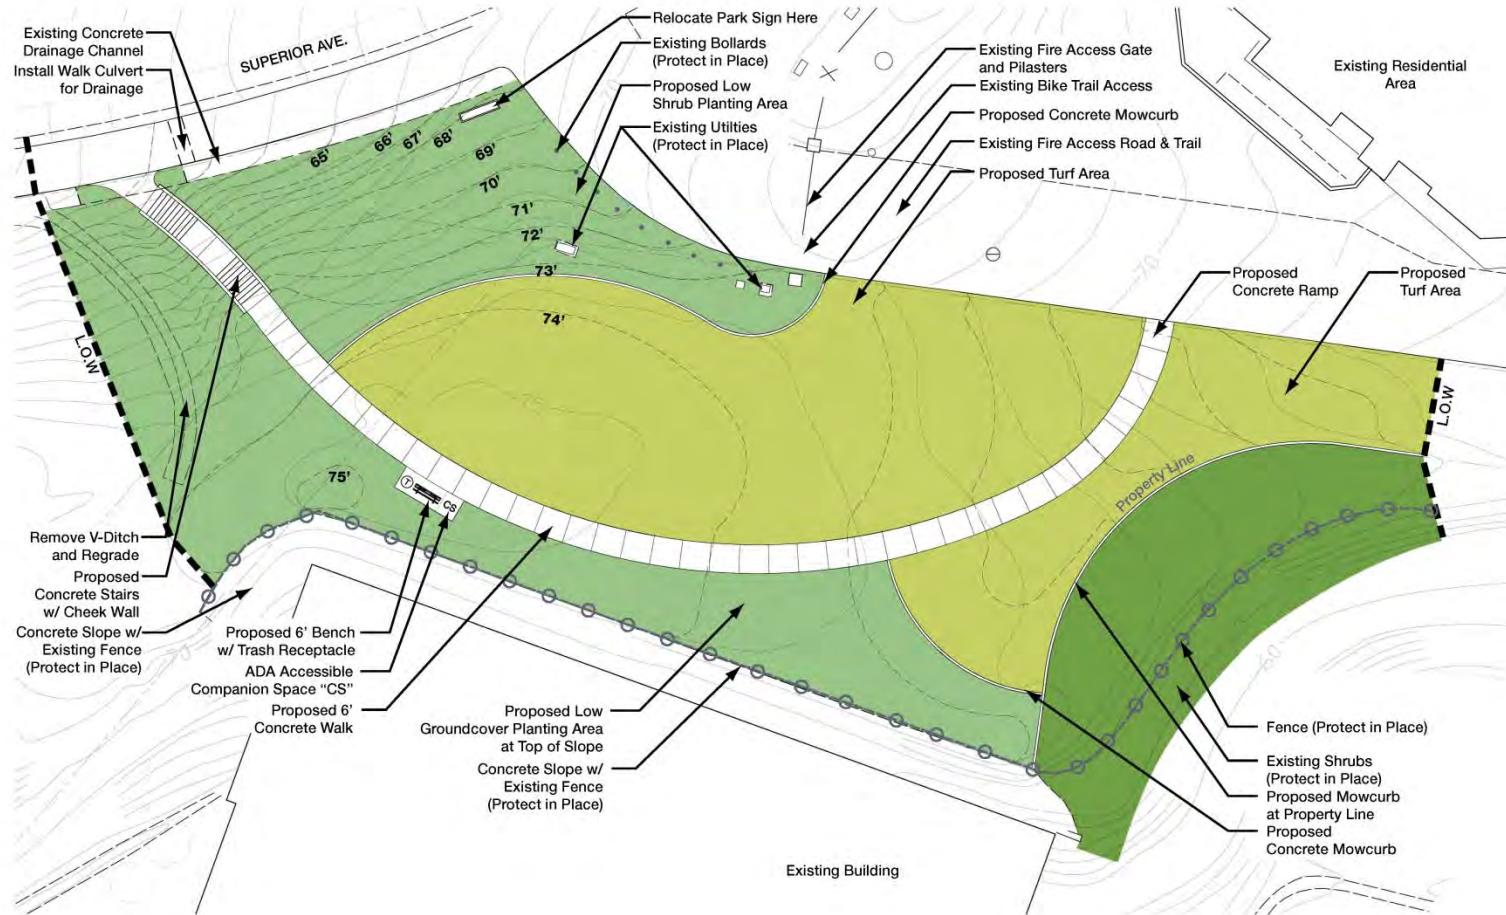 Existing Concrete
Drainage Channel
Install Walk Culvert
for Drainage
SUPERIOR AVE.
Relocate Park Sign Here
Existing Bollards
(Protect in Place)
Proposed Low
Shrub Planting Area
Existing Utilties
(Protect in Place)
Existing Fire Access Gate
and Pilasters
Existing Bike Trail Access
Proposed Concrete Mowcurb
Existing Fire Access Road & Trail
Proposed Turf Area
Existing Residential
Area
65'
66'
67'
68'
69'
70'
71'
72'
73'
74'
75'
70
70
Proposed
Concrete Ramp
Proposed
Turf Area
L.O.W
L.O.W
Property Line
T
CS
Remove V-Ditch
and Regrade
Proposed
Concrete Stairs
w/ Cheek Wall
Concrete Slope w/
Existing Fence
(Protect in Place)
70
Proposed 6' Bench
w/ Trash Receptacle
ADA Accessible
Companion Space “CS”
Proposed 6'
Concrete Walk
Proposed Low
Groundcover Planting Area
at Top of Slope
Concrete Slope w/
Existing Fence
(Protect in Place)
60
Fence (Protect in Place)
Existing Shrubs
(Protect in Place)
Proposed Mowcurb
at Property Line
Proposed
Concrete Mowcurb
Existing Building